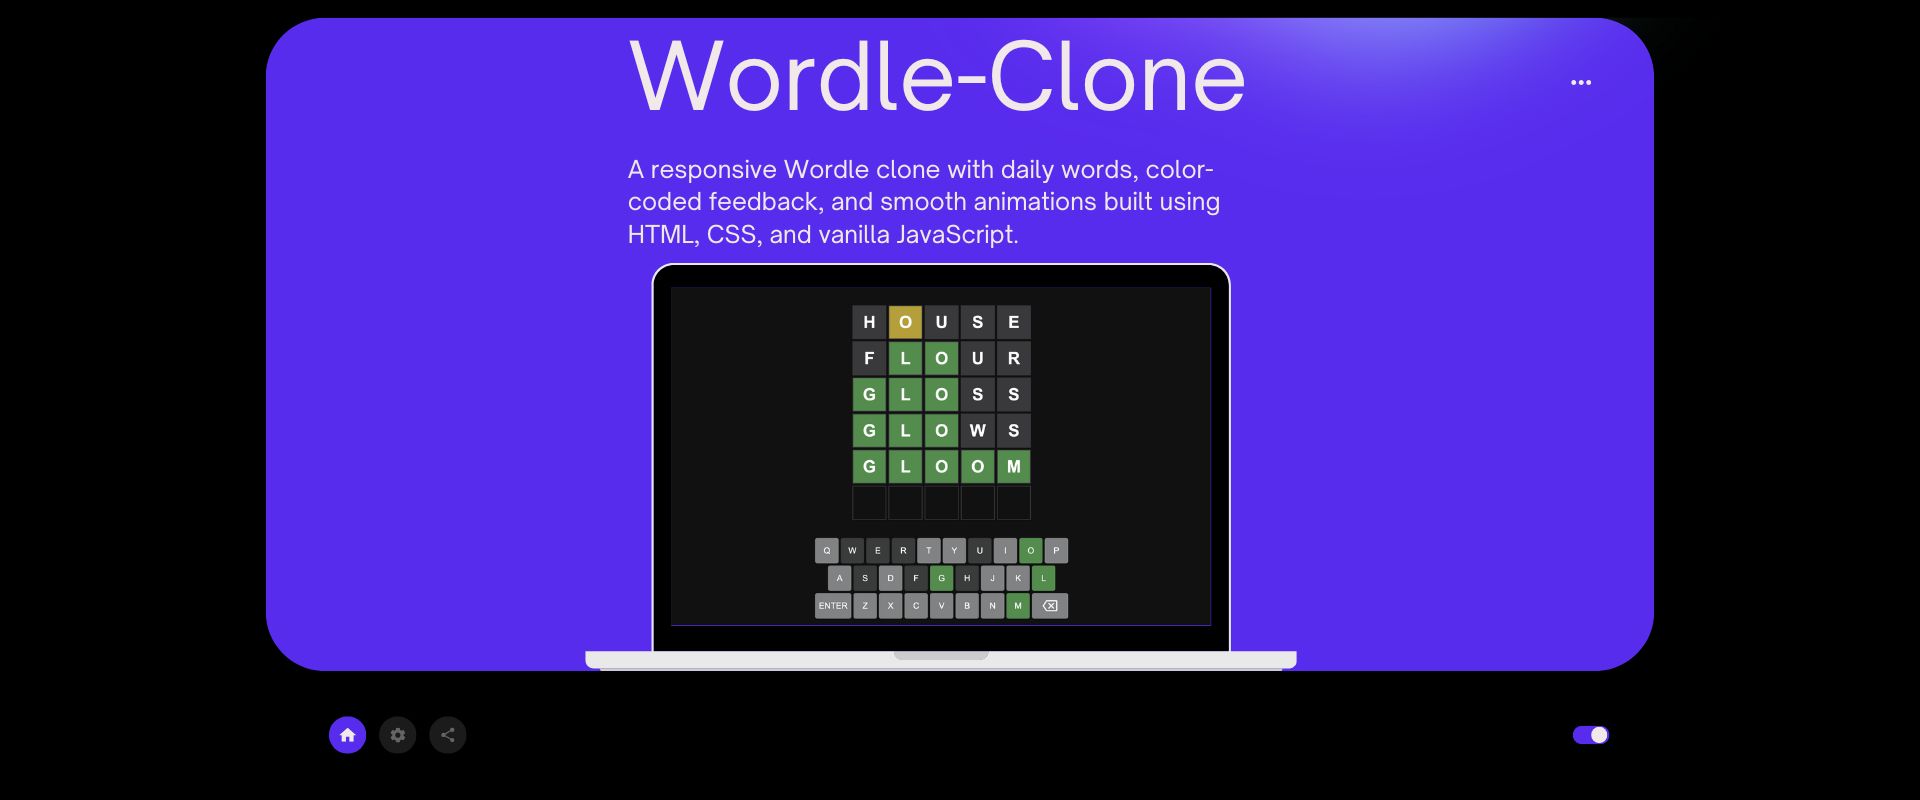 Wordle-Clone
A responsive Wordle clone with daily words, color-
coded feedback, and smooth animations built using
HTML, CSS, and vanilla JavaScript.
H O U S E
F L O U R
G L O S S
G L O W S
G L O O M
Q W E R T Y U I O P
A S D F G H J K L
ENTER Z X C V B N M